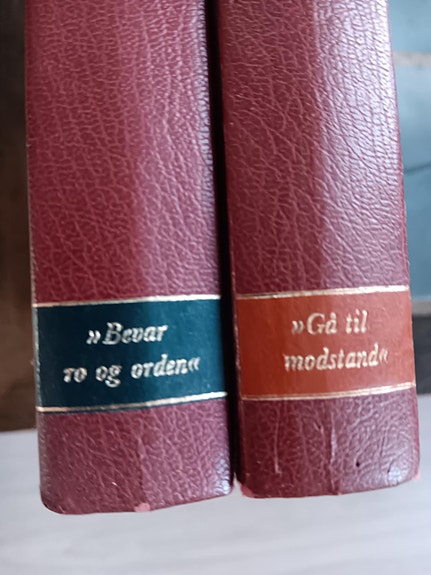 »Bevar
ro og orden«
»Gå til
modstand«